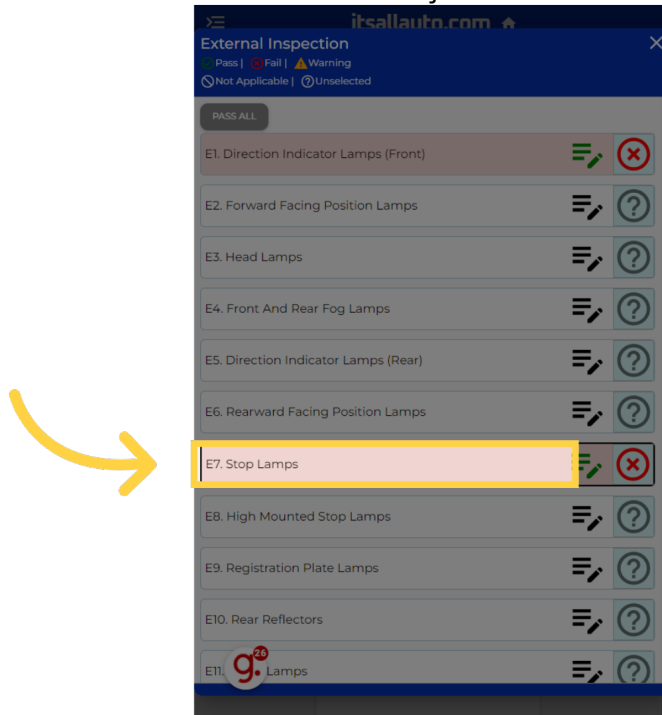 itsallauto.com
External Inspection
Pass | Fail | Warning
Not Applicable | Unselected
PASS ALL
E1. Direction Indicator Lamps (Front)
E2. Forward Facing Position Lamps
E3. Head Lamps
E4. Front And Rear Fog Lamps
E5. Direction Indicator Lamps (Rear)
E6. Rearward Facing Position Lamps
E7. Stop Lamps
E8. High Mounted Stop Lamps
E9. Registration Plate Lamps
E10. Rear Reflectors
E11. Lamps
g. 26